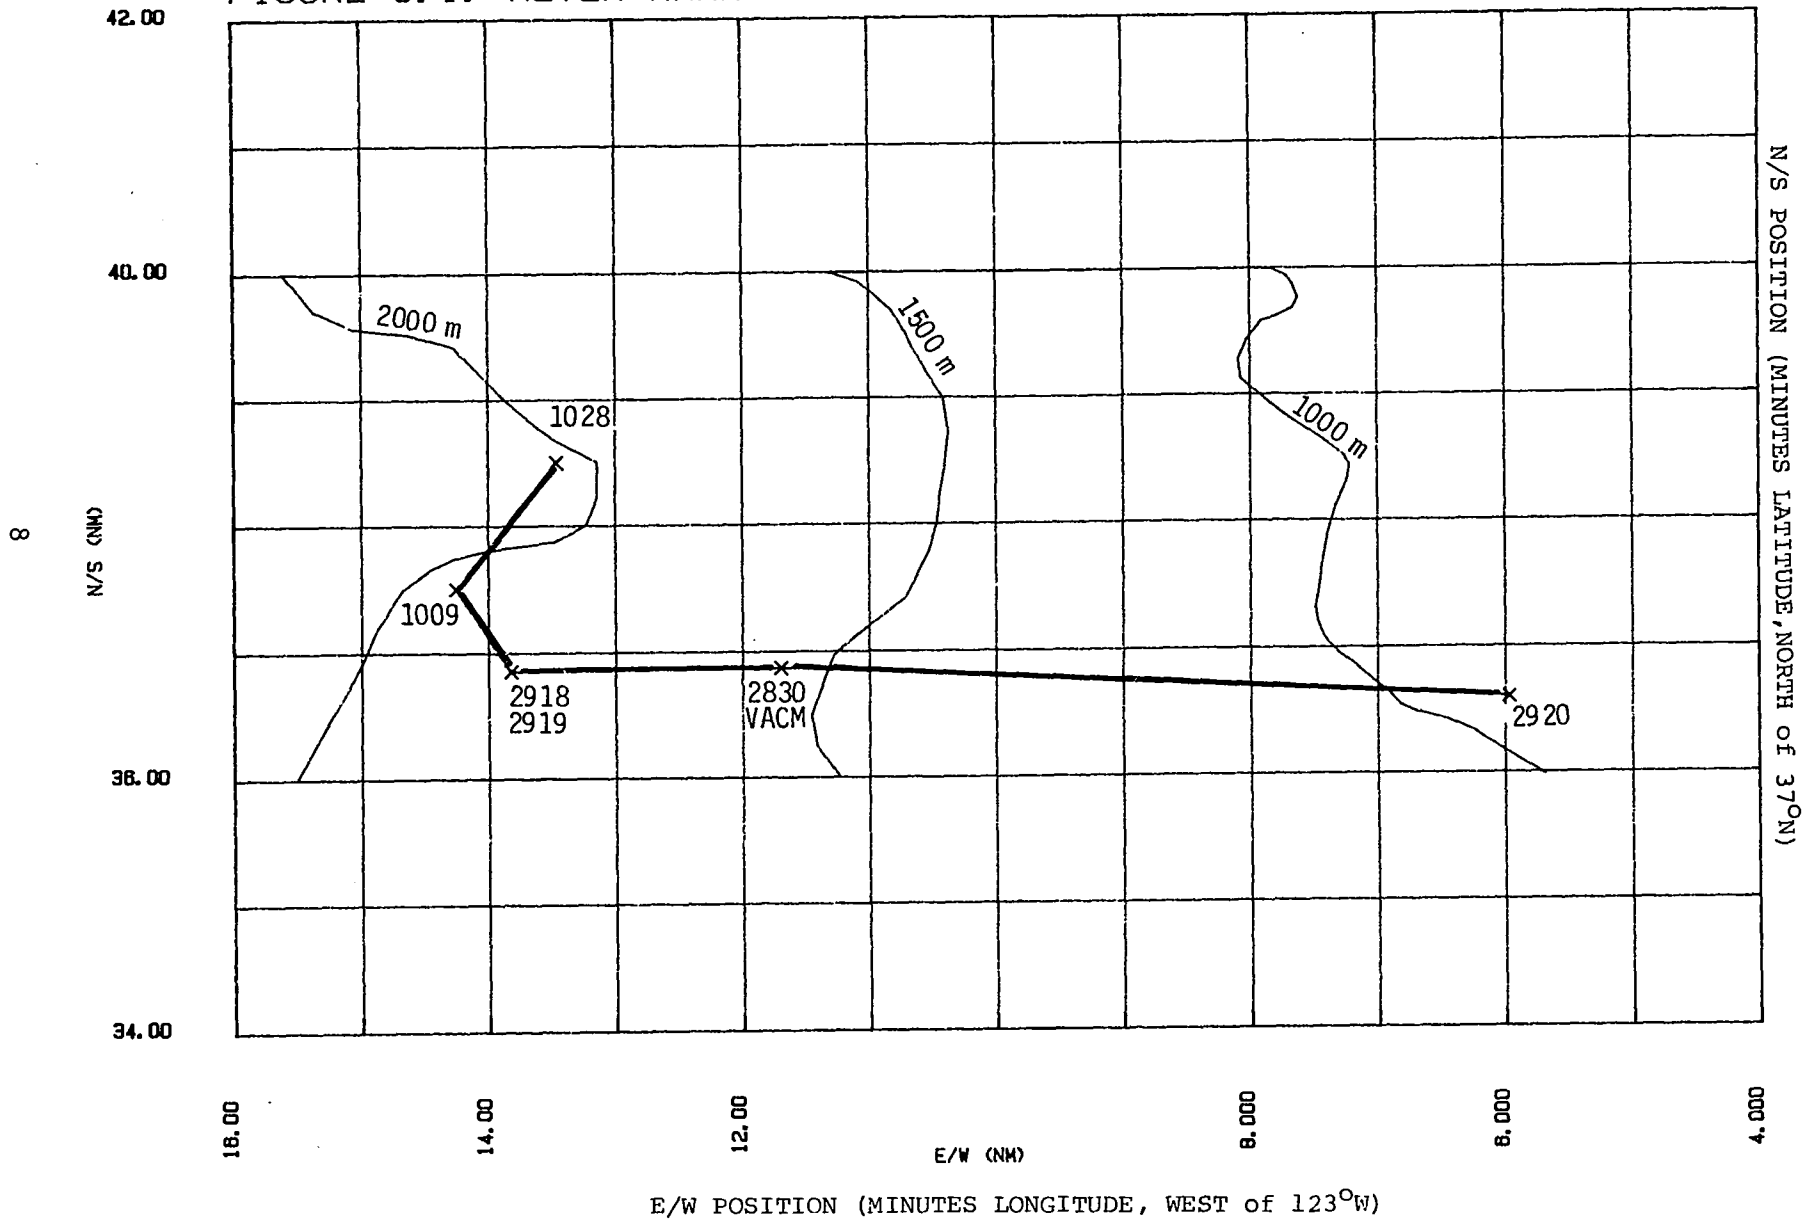 FIGURE
42.00
40.00
2000 m
1500 m
1028
1000 m
8
N/S (NM)
1009
2918
2919
2830
VACM
2920
36.00
34.00
16.00
14.00
12.00
8.000
6.000
4.000
E/W (NM)
E/W POSITION (MINUTES LONGITUDE, WEST of 123°W)
N/S POSITION (MINUTES LATITUDE, NORTH of 37°N)